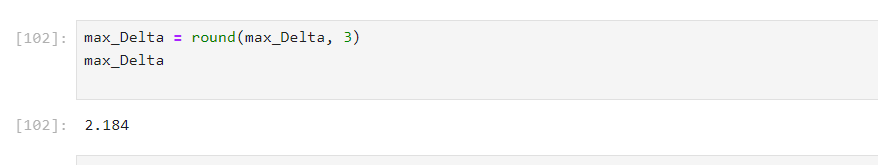 [102]: max_Delta = round(max_Delta, 3)
max_Delta
[102]: 2.184